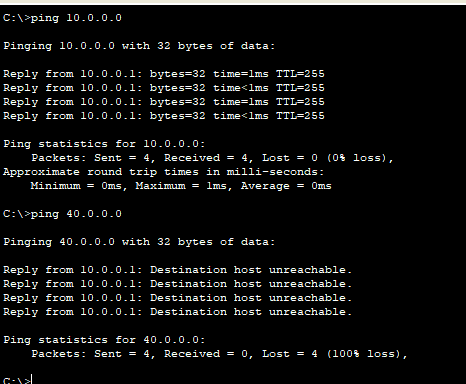 C:\>ping 10.0.0.0
Pinging 10.0.0.0 with 32 bytes of data:
Reply from 10.0.0.1: bytes=32 time=1ms TTL=255
Reply from 10.0.0.1: bytes=32 time<1ms TTL=255
Reply from 10.0.0.1: bytes=32 time=1ms TTL=255
Reply from 10.0.0.1: bytes=32 time<1ms TTL=255
Ping statistics for 10.0.0.0:
    Packets: Sent = 4, Received = 4, Lost = 0 (0% loss),
Approximate round trip times in milli-seconds:
    Minimum = 0ms, Maximum = 1ms, Average = 0ms
C:\>ping 40.0.0.0
Pinging 40.0.0.0 with 32 bytes of data:
Reply from 10.0.0.1: Destination host unreachable.
Reply from 10.0.0.1: Destination host unreachable.
Reply from 10.0.0.1: Destination host unreachable.
Reply from 10.0.0.1: Destination host unreachable.
Ping statistics for 40.0.0.0:
    Packets: Sent = 4, Received = 0, Lost = 4 (100% loss),
C:\>